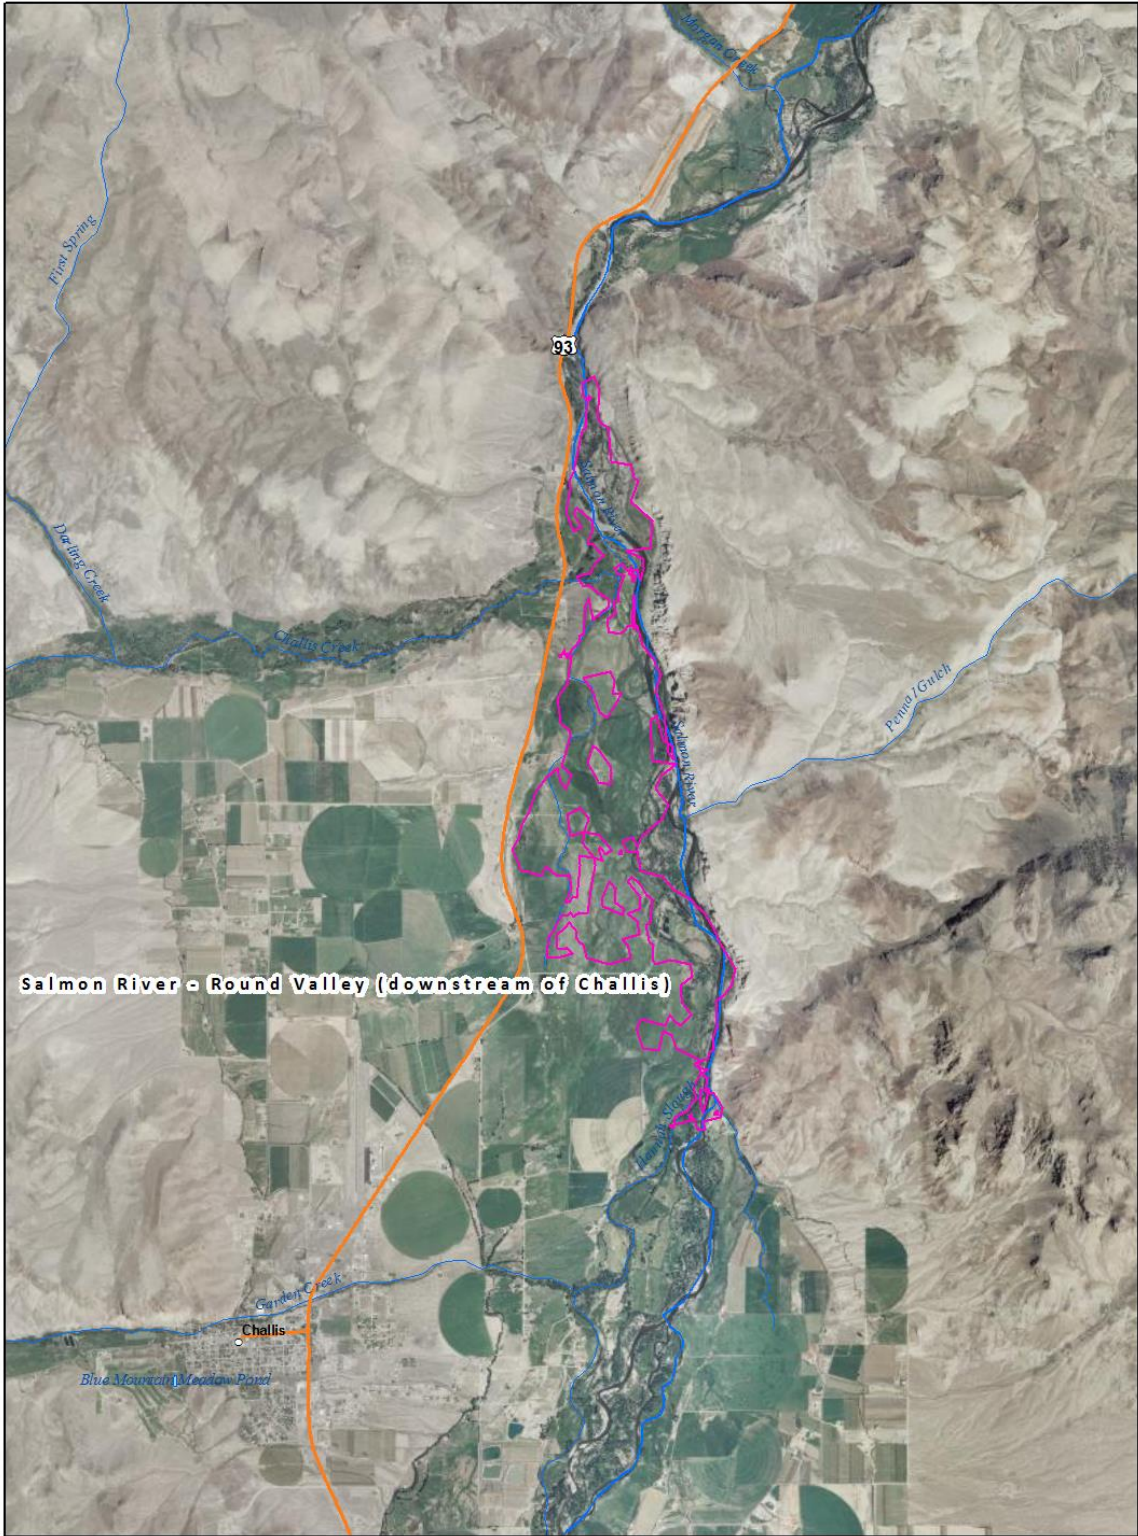 Morgan Creek
First Spring
93
Salmon River
Darling Creek
Challis Creek
Pennal Gulch
Salmon River
Salmon River - Round Valley (downstream of Challis)
Slough
Garden Creek
Challis
Blue Mountain Meadow Pond